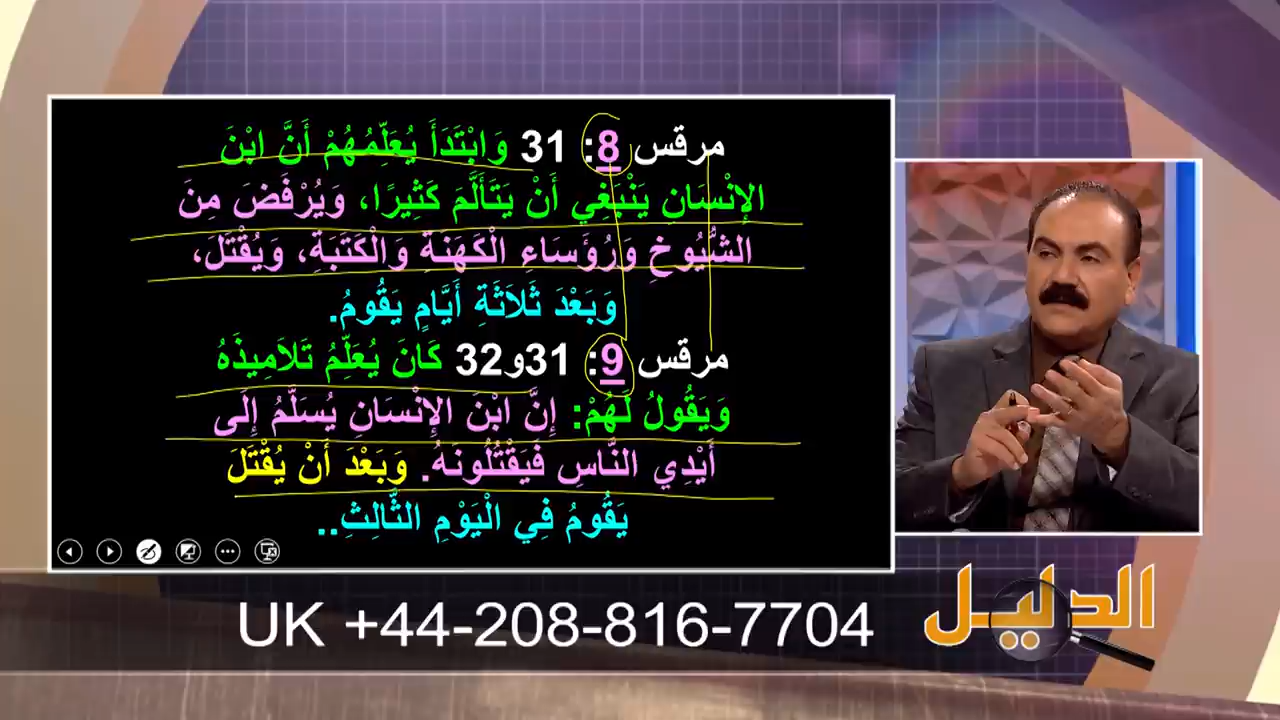 مرقس 8: 31 وَابْتَدَأَ يُعَلِّمُهُمْ أَنَّ ابْنَ
الإِنْسَانِ يَنْبَغِي أَنْ يَتَأَلَّمَ كَثِيرًا، وَيُرْفَضَ مِنَ
الشُّيُوخِ وَرُؤَسَاءِ الْكَهَنَةِ وَالْكَتَبَةِ، وَيُقْتَلَ،
وَبَعْدَ ثَلاَثَةِ أَيَّامٍ يَقُومُ.
مرقس 9: 31و32 كَانَ يُعَلِّمُ تَلاَمِيذَهُ
وَيَقُولُ لَهُمْ: إِنَّ ابْنَ الإِنْسَانِ يُسَلَّمُ إِلَى
أَيْدِي النَّاسِ فَيَقْتُلُونَهُ. وَبَعْدَ أَنْ يُقْتَلَ
يَقُومُ فِي الْيَوْمِ الثَّالِثِ..
UK +44-208-816-7704
الدليل